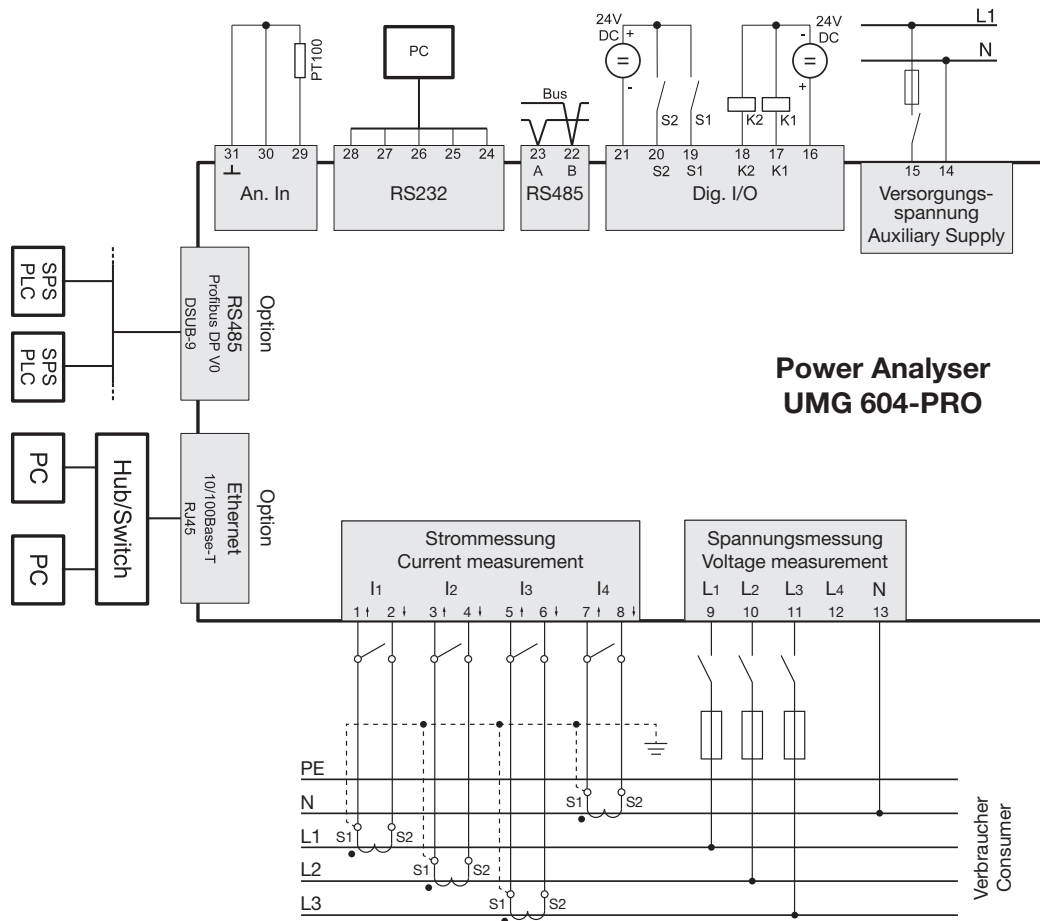 24V
DC
+
-
24V
DC
-
+
L1
N
PT100
PC
Bus
S2
S1
K2
K1
31
30
29
28
27
26
25
24
23
22
21
20
19
18
17
16
15
14
A
B
S2
S1
K2
K1
An. In
RS232
RS485
Dig. I/O
Versorgungs-
spannung
Auxiliary Supply
SPS
PLC
SPS
PLC
RS485
Profibus DP V0
DSUB-9
Option
Power Analyser
UMG 604-PRO
PC
PC
Hub/Switch
Ethernet
10/100Base-T
RJ45
Option
Strommessung
Current measurement
I1
I2
I3
I4
1
2
3
4
5
6
7
8
Spannungsmessung
Voltage measurement
L1
L2
L3
L4
N
9
10
11
12
13
PE
N
L1
L2
L3
S1
S2
S1
S2
S1
S2
S1
S2
Verbraucher
Consumer